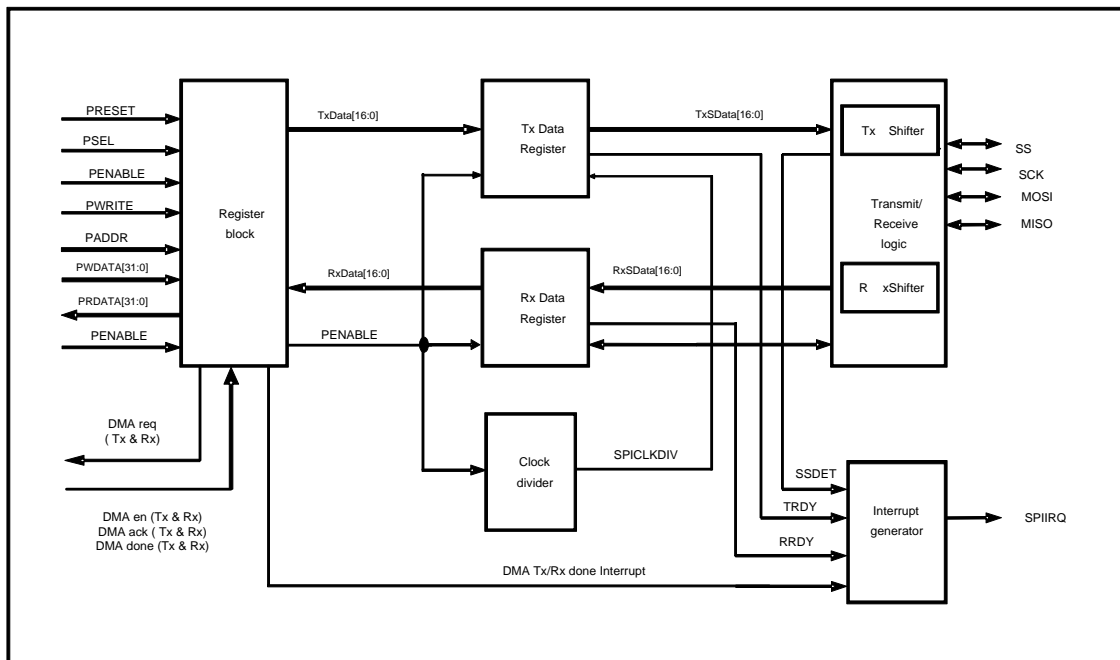 PRESET
PSEL
PENABLE
PWRITE
PADDR
PWDATA[31:0]
PRDATA[31:0]
PENABLE
Register
block
DMA req
( Tx & Rx)
DMA en (Tx & Rx)
DMA ack ( Tx & Rx)
DMA done (Tx & Rx)
TxData[16:0]
RxData[16:0]
PENABLE
Tx Data
Register
Rx Data
Register
Clock
divider
TxSData[16:0]
RxSData[16:0]
SPICLKDIV
Tx Shifter
Transmit/
Receive
logic
R xShifter
SS
SCK
MOSI
MISO
SSDET
TRDY
RRDY
DMA Tx/Rx done Interrupt
Interrupt
generator
SPIIRQ